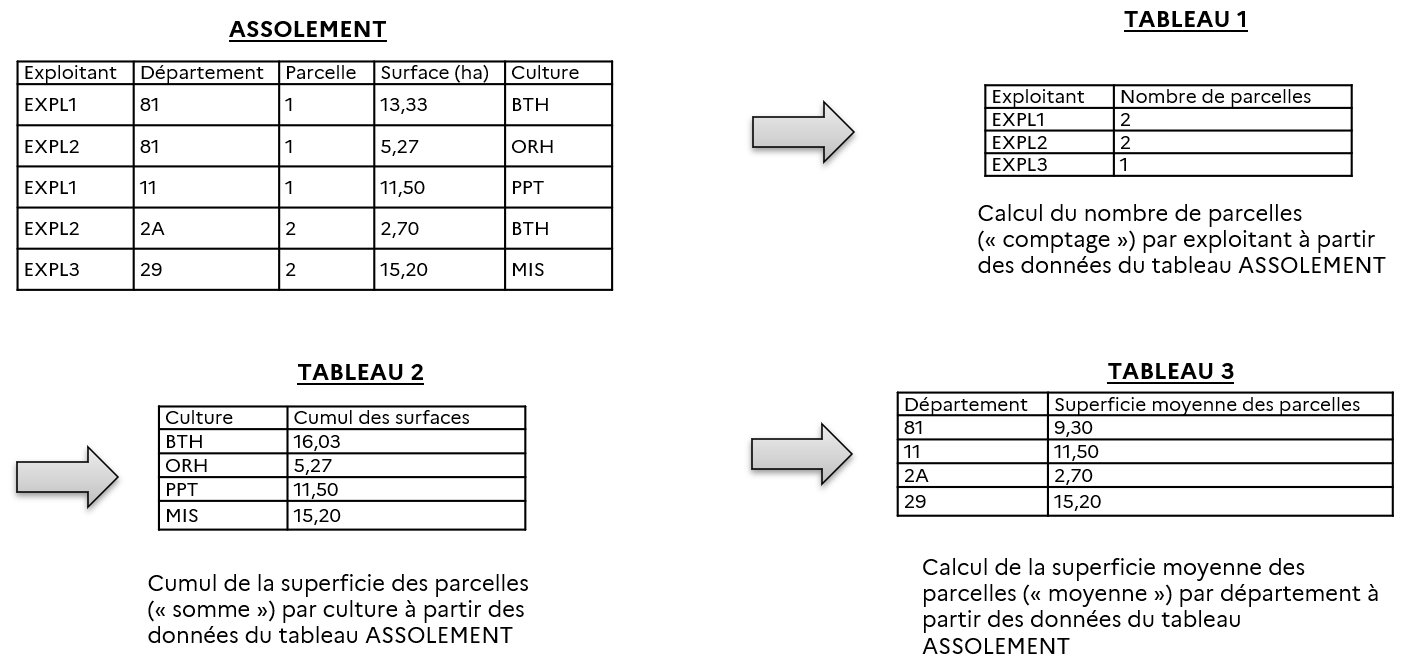 ASSOLEMENT
Exploitant Département Parcelle Surface (ha) Culture
EXPL1 81 1 13,33 BTH
EXPL2 81 1 5,27 ORH
EXPL1 11 1 11,50 PPT
EXPL2 2A 2 2,70 BTH
EXPL3 29 2 15,20 MIS
TABLEAU 1
Exploitant Nombre de parcelles
EXPL1 2
EXPL2 2
EXPL3 1
Calcul du nombre de parcelles
(« comptage ») par exploitant à partir
des données du tableau ASSOLEMENT
TABLEAU 2
Culture Cumul des surfaces
BTH 16,03
ORH 5,27
PPT 11,50
MIS 15,20
Cumul de la superficie des parcelles
(« somme ») par culture à partir des
données du tableau ASSOLEMENT
TABLEAU 3
Département Superficie moyenne des parcelles
81 9,30
11 11,50
2A 2,70
29 15,20
Calcul de la superficie moyenne des
parcelles (« moyenne ») par département à
partir des données du tableau
ASSOLEMENT